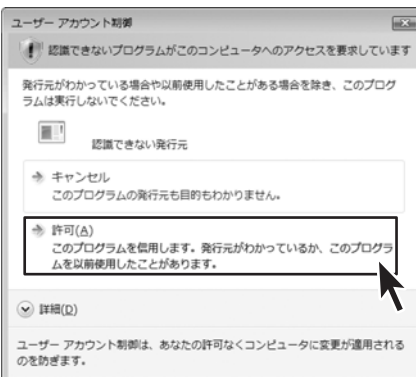 ユーザー アカウント制御
認識できないプログラムがこのコンピュータへのアクセスを要求しています
発行元がわかっている場合や以前使用したことがある場合を除き、このプログ
ラムは実行しないでください。
認識できない発行元
キャンセル
このプログラムの発行元も目的もわかりません。
許可(A)
このプログラムを信用します。発行元がわかっているか、このプログラ
ムを以前使用したことがあります。
詳細(D)
ユーザー アカウント制御は、あなたの許可なくコンピュータに変更が適用される
のを防ぎます。